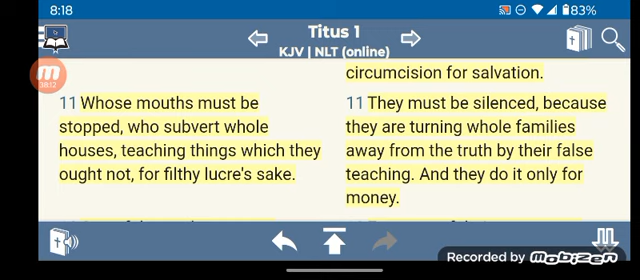 8:18
83%
Titus 1
KJV | NLT (online)
08:12
circumcision for salvation.
11 Whose mouths must be
stopped, who subvert whole
houses, teaching things which they
ought not, for filthy lucre's sake.
11 They must be silenced, because
they are turning whole families
away from the truth by their false
teaching. And they do it only for
money.
Recorded by mobizen